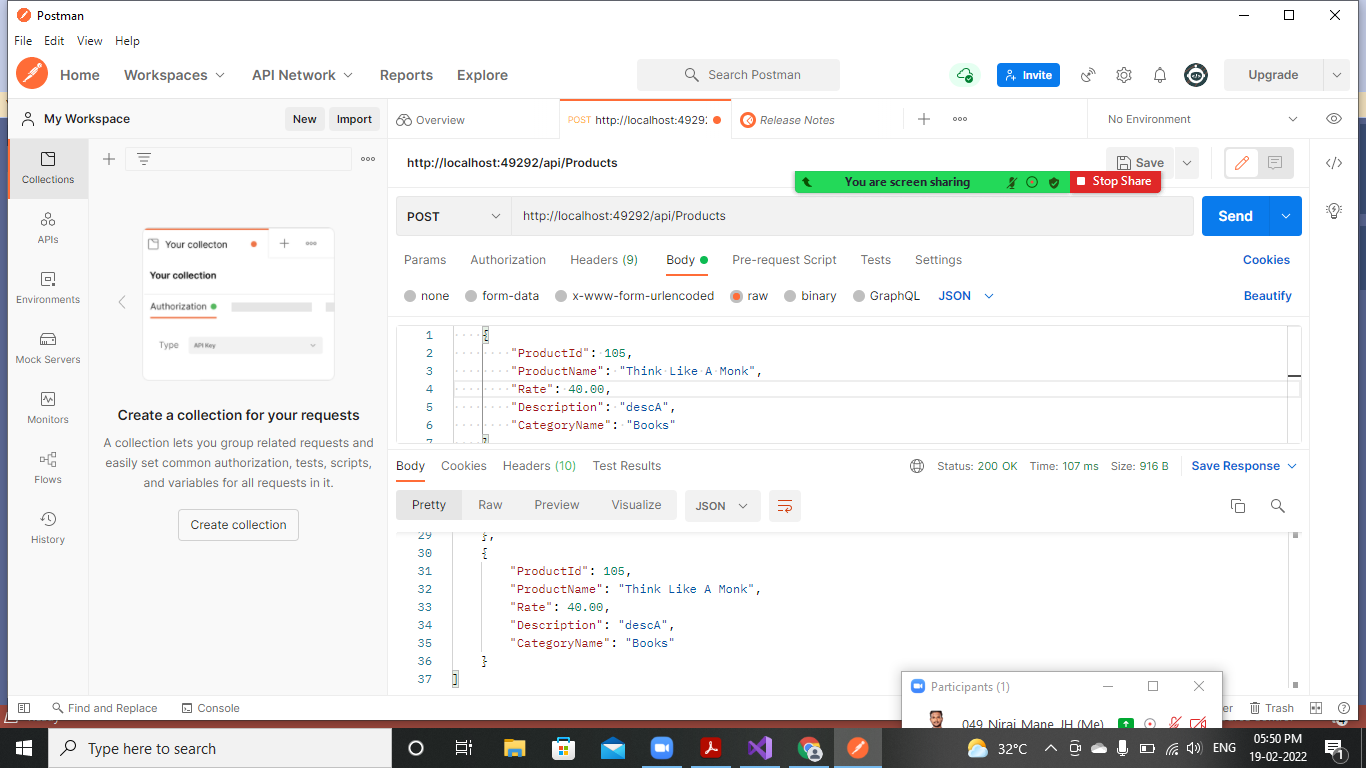 Postman
File Edit View Help
Home Workspaces API Network Reports Explore Search Postman Invite Upgrade
My Workspace New Import Overview POST http://localhost:4929 Release Notes No Environment
Collections
APIs
Environments
Mock Servers
Monitors
Flows
History
Your collecton
Your collection
Authorization
Type API Key
Create a collection for your requests
A collection lets you group related requests and
easily set common authorization, tests, scripts,
and variables for all requests in it.
Create collection
http://localhost:49292/api/Products Save
You are screen sharing Stop Share
POST http://localhost:49292/api/Products Send
Params Authorization Headers (9) Body Pre-request Script Tests Settings Cookies
none form-data x-www-form-urlencoded raw binary GraphQL JSON Beautify
1 {
2 "ProductId": 105,
3 "ProductName": "Think Like A Monk",
4 "Rate": 40.00,
5 "Description": "descA",
6 "CategoryName": "Books"
7 }
Body Cookies Headers (10) Test Results Status: 200 OK Time: 107 ms Size: 916 B Save Response
Pretty Raw Preview Visualize JSON
29 },
30 {
31 "ProductId": 105,
32 "ProductName": "Think Like A Monk",
33 "Rate": 40.00,
34 "Description": "descA",
35 "CategoryName": "Books"
36 }
37 ]
Participants (1)
049_Niraj_Mane_JH (Me)
Find and Replace Console Trash
Type here to search 32°C ENG 05:50 PM
19-02-2022 1